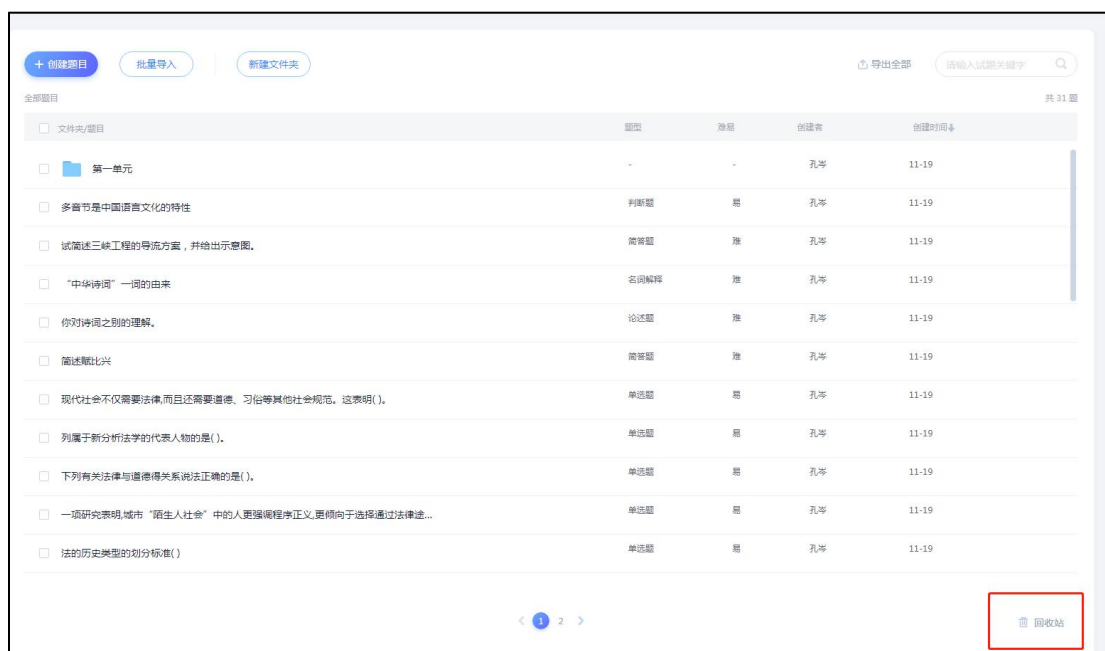 + 创建题目 批量导入 新建文件夹 导出全部 请输入试题关键字
全部题目 共 31 题
文件夹/题目 题型 难易 创建者 创建时间
第一单元 - - 孔岑 11-19
多音节是中国语言文化的特性 判断题 易 孔岑 11-19
试简述三峡工程的导流方案，并给出示意图。 简答题 难 孔岑 11-19
“中华诗词”一词的由来 名词解释 难 孔岑 11-19
你对诗词之别的理解。 论述题 难 孔岑 11-19
简述赋比兴 简答题 难 孔岑 11-19
现代社会不仅需要法律,而且还需要道德、习俗等其他社会规范。这表明( )。 单选题 易 孔岑 11-19
列属于新分析法学的代表人物的是( )。 单选题 易 孔岑 11-19
下列有关法律与道德得关系说法正确的是( )。 单选题 易 孔岑 11-19
一项研究表明,城市“陌生人社会”中的人更强调程序正义,更倾向于选择通过法律途... 单选题 易 孔岑 11-19
法的历史类型的划分标准( ) 单选题 易 孔岑 11-19
< 1 2 > 回收站